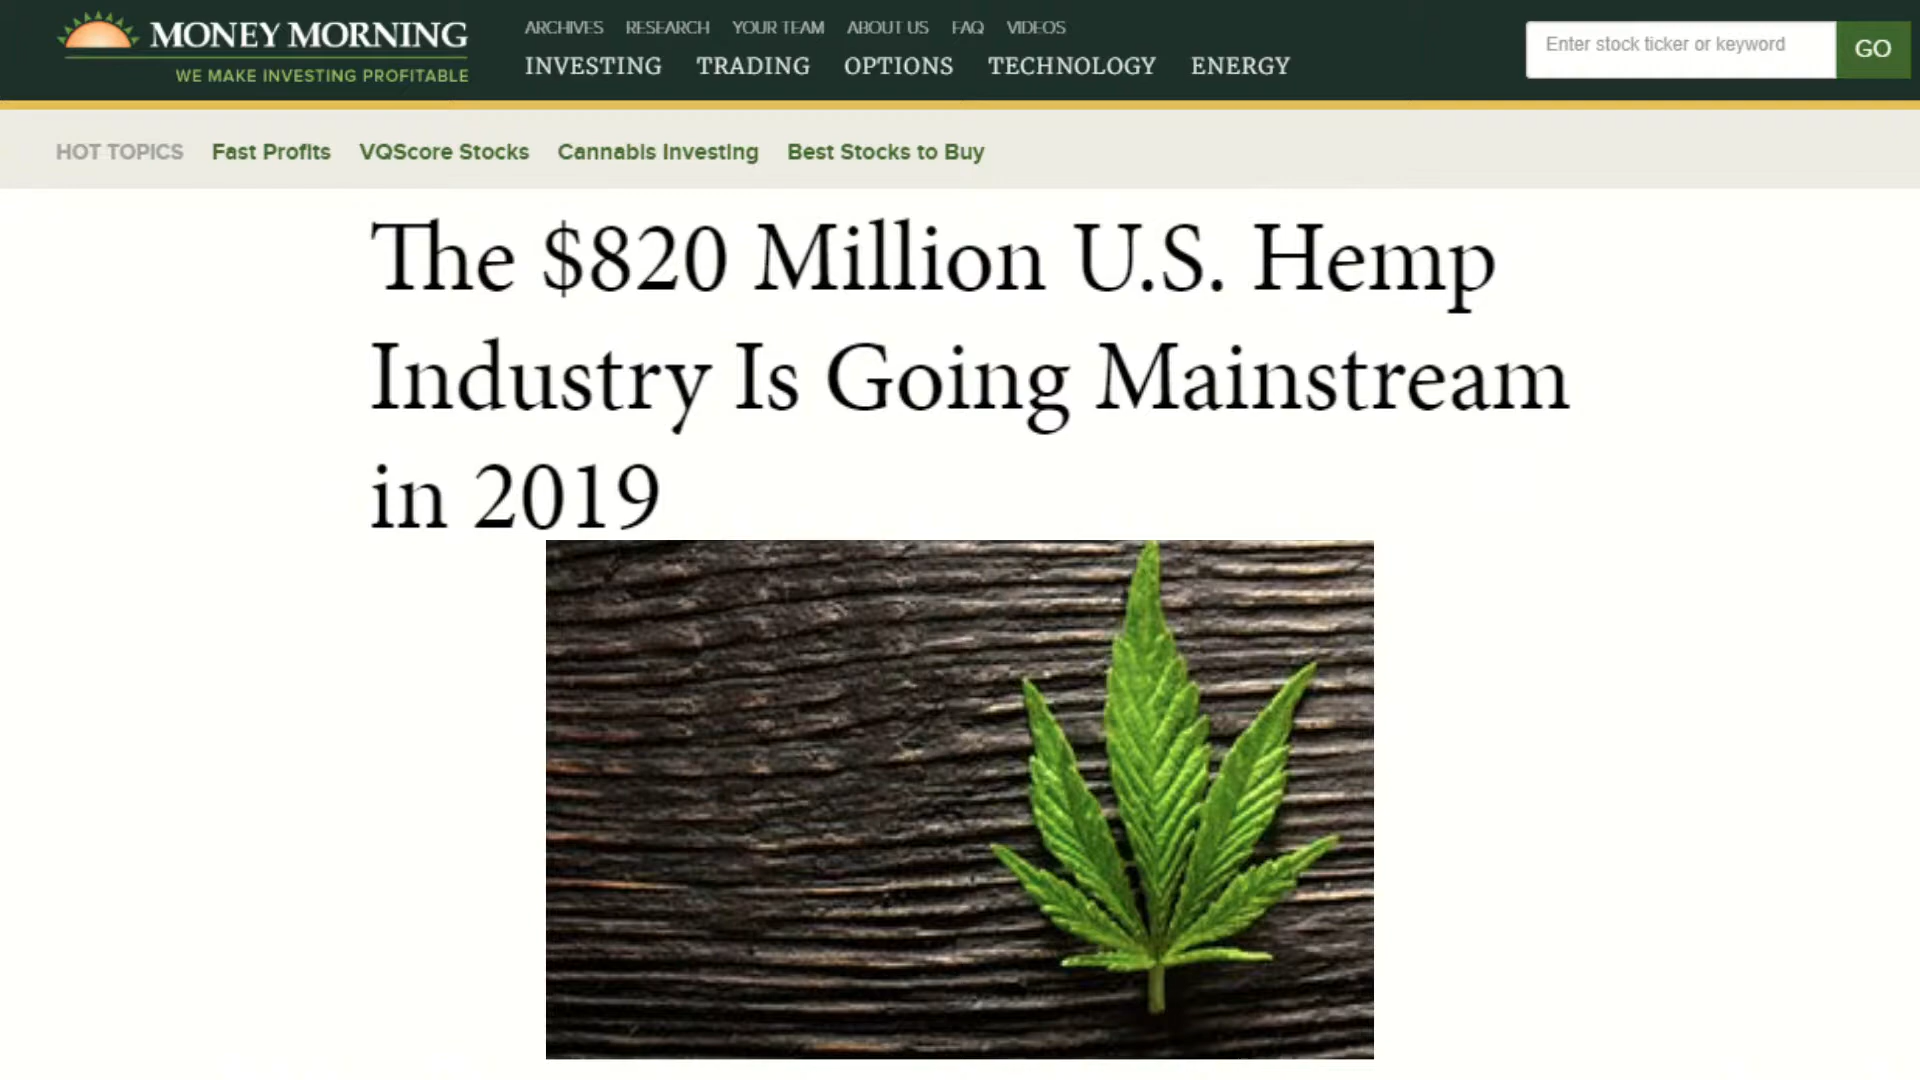 MONEY MORNING
WE MAKE INVESTING PROFITABLE
ARCHIVES RESEARCH YOUR TEAM ABOUT US FAQ VIDEOS
INVESTING TRADING OPTIONS TECHNOLOGY ENERGY
Enter stock ticker or keyword GO
HOT TOPICS Fast Profits VQScore Stocks Cannabis Investing Best Stocks to Buy
The $820 Million U.S. Hemp
Industry Is Going Mainstream
in 2019